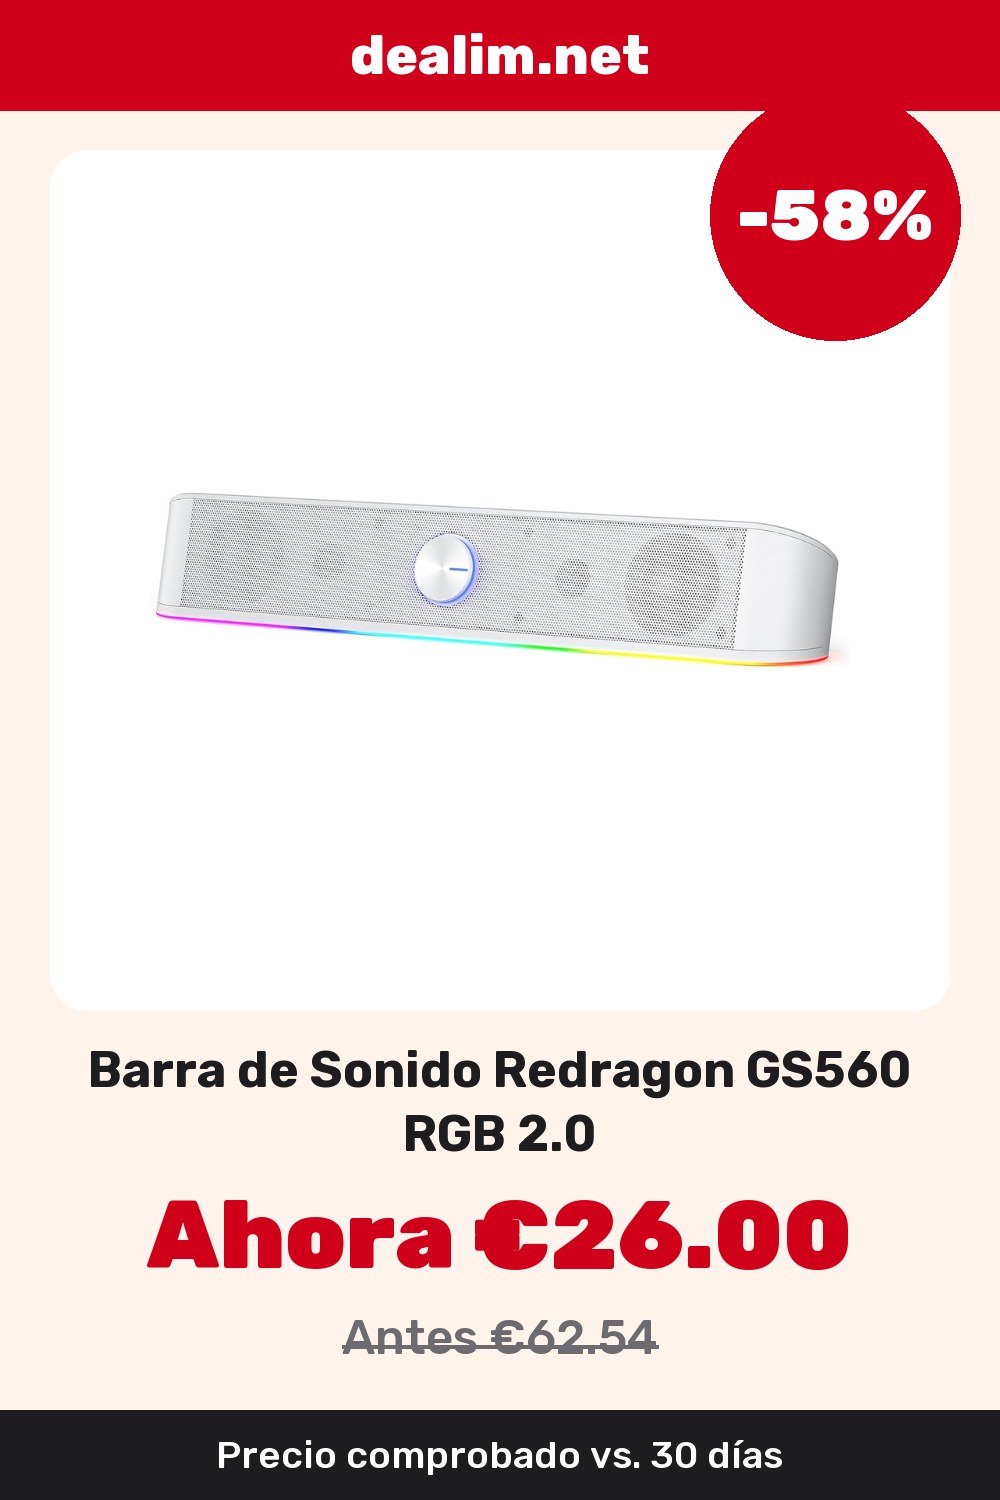 dealim.net
-58%
Barra de Sonido Redragon GS560
RGB 2.0
Ahora €26.00
Antes €62.54
Precio comprobado vs. 30 días